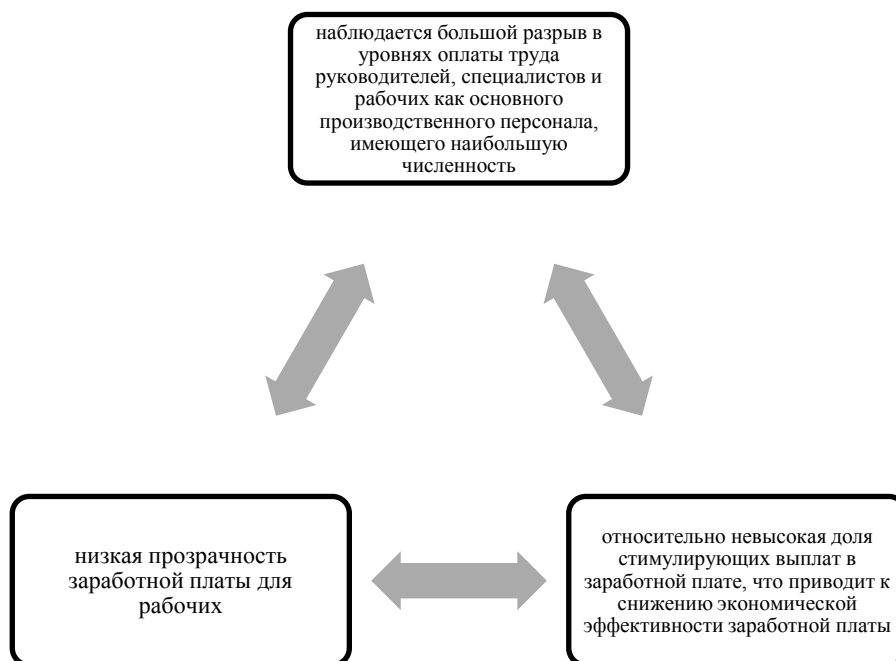 наблюдается большой разрыв в
уровнях оплаты труда
руководителей, специалистов и
рабочих как основного
производственного персонала,
имеющего наибольшую
численность
низкая прозрачность
заработной платы для
рабочих
относительно невысокая доля
стимулирующих выплат в
заработной плате, что приводит к
снижению экономической
эффективности заработной платы